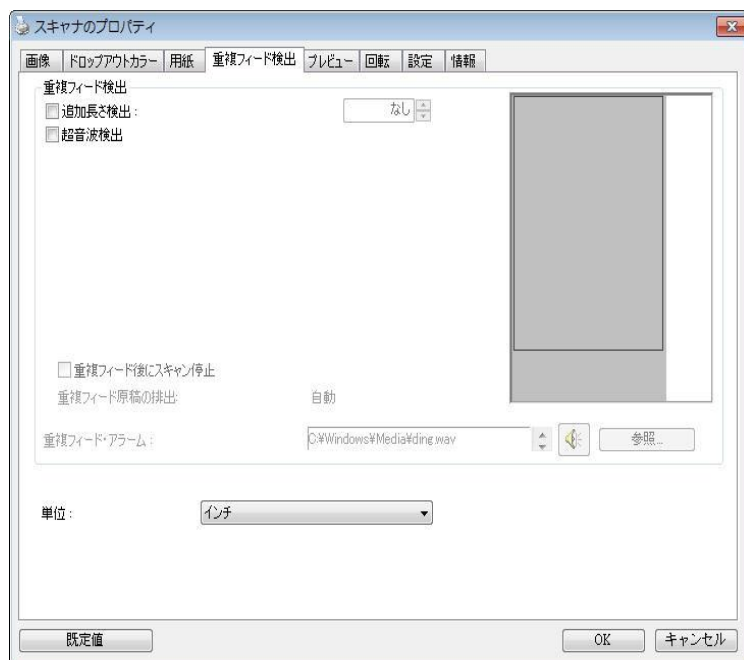 スキャナのプロパティ
画像 ドロップアウトカラー 用紙 重複フィード検出 プレビュー 回転 設定 情報
重複フィード検出
追加長さ検出 : なし
超音波検出
重複フィード後にスキャン停止
重複フィード原稿の排出: 自動
重複フィード・アラーム : C:¥Windows¥Media¥ding.wav 参照...
単位 : インチ
既定値 OK キャンセル